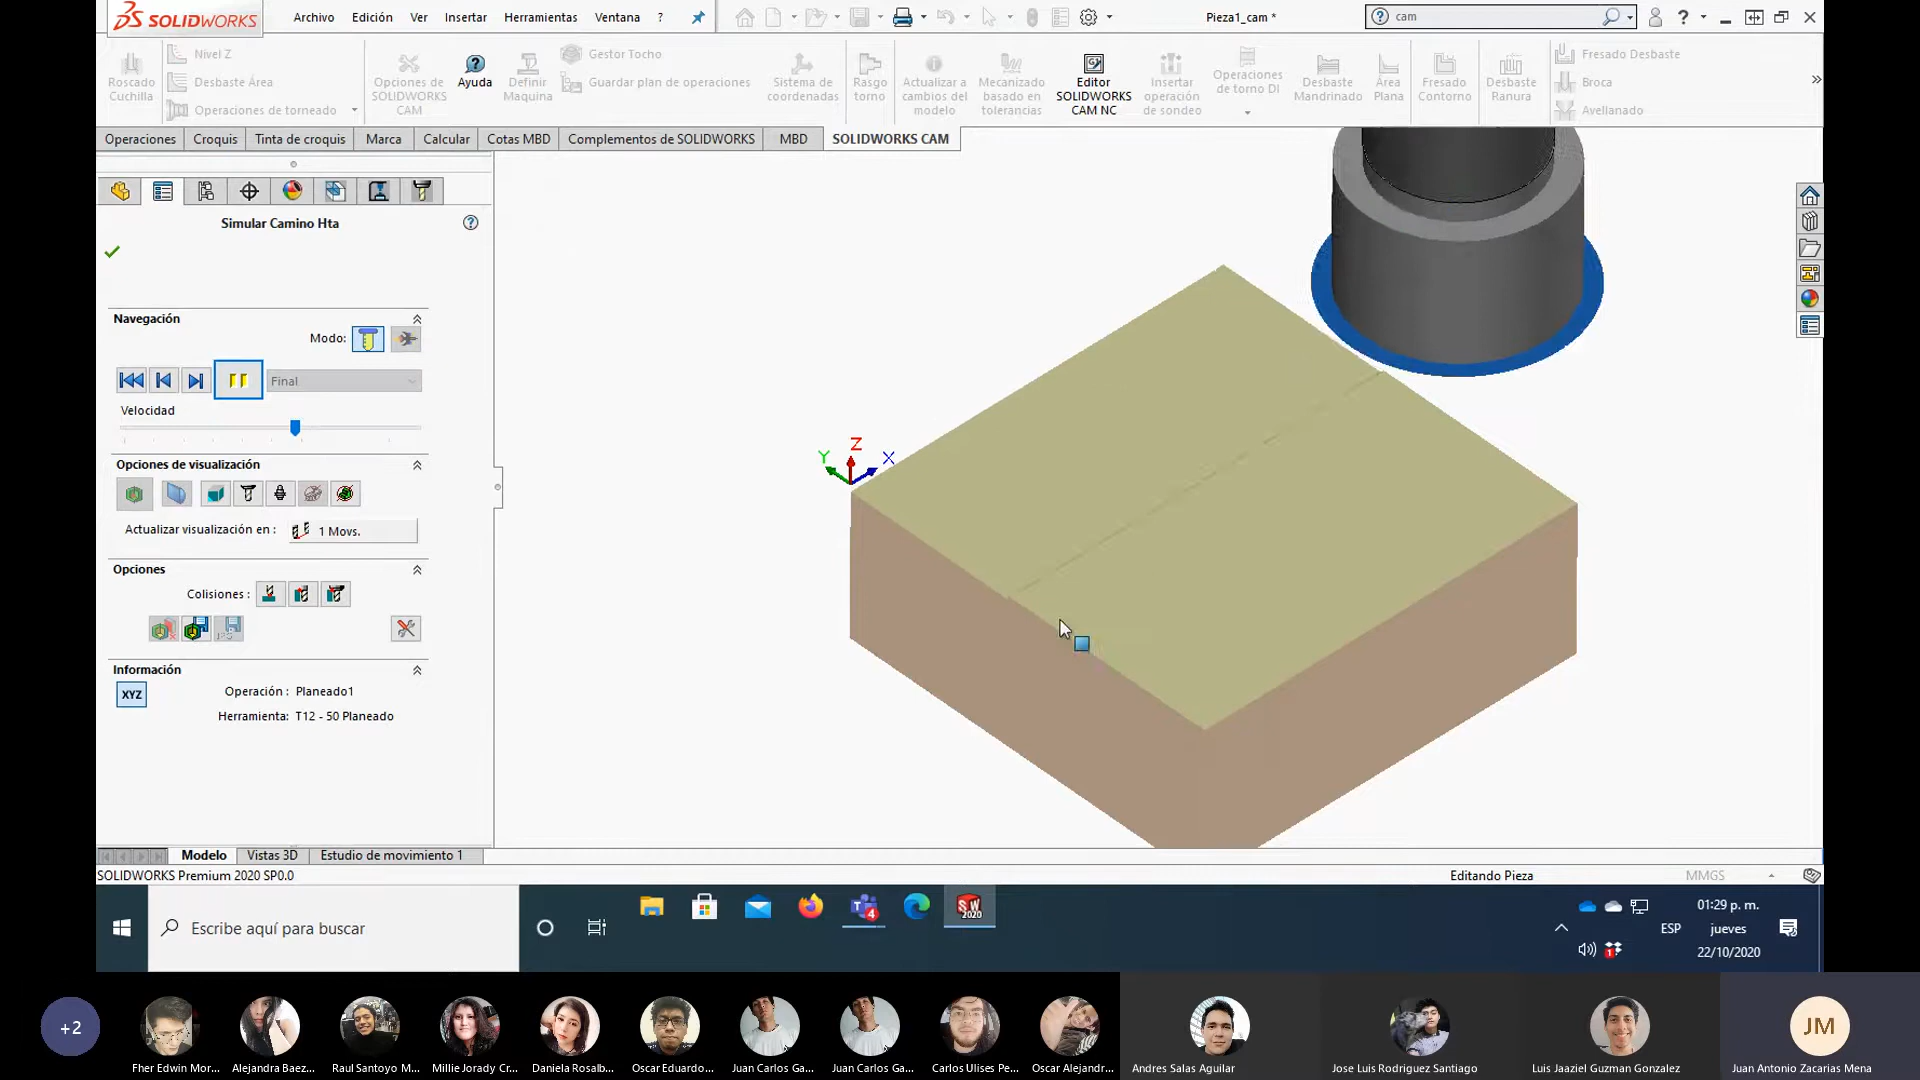 SOLIDWORKS
Archivo Edición Ver Insertar Herramientas Ventana ?
Pieza1_cam *
cam
?
Roscado Cuchilla
Nivel Z
Desbaste Área
Operaciones de torneado
Opciones de SOLIDWORKS CAM
Ayuda
Definir Maquina
Gestor Tocho
Guardar plan de operaciones
Sistema de coordenadas
Rasgo torno
Actualizar a cambios del modelo
Mecanizado basado en tolerancias
Editor SOLIDWORKS CAM NC
Insertar operación de sondeo
Operaciones de torno DI
Desbaste Mandrinado
Área Plana
Fresado Contorno
Desbaste Ranura
Fresado Desbaste
Broca
Avellanado
Operaciones Croquis Tinta de croquis Marca Calcular Cotas MBD Complementos de SOLIDWORKS MBD SOLIDWORKS CAM
Simular Camino Hta
Navegación
Modo:
Final
Velocidad
Opciones de visualización
Actualizar visualización en : 1 Movs.
Opciones
Colisiones :
Información
XYZ
Operación : Planeado1
Herramienta: T12 - 50 Planeado
Y Z X
Modelo Vistas 3D Estudio de movimiento 1
SOLIDWORKS Premium 2020 SP0.0
Editando Pieza
MMGS
Escribe aquí para buscar
4
SW 2020
ESP
01:29 p. m.
jueves
22/10/2020
1
+2
JM
Fher Edwin Mor...
Alejandra Baez...
Raul Santoyo M...
Millie Jorady Cr...
Daniela Rosalb...
Oscar Eduardo...
Juan Carlos Ga...
Juan Carlos Ga...
Carlos Ulises Pe...
Oscar Alejandr...
Andres Salas Aguilar
Jose Luis Rodriguez Santiago
Luis Jaaziel Guzman Gonzalez
Juan Antonio Zacarias Mena